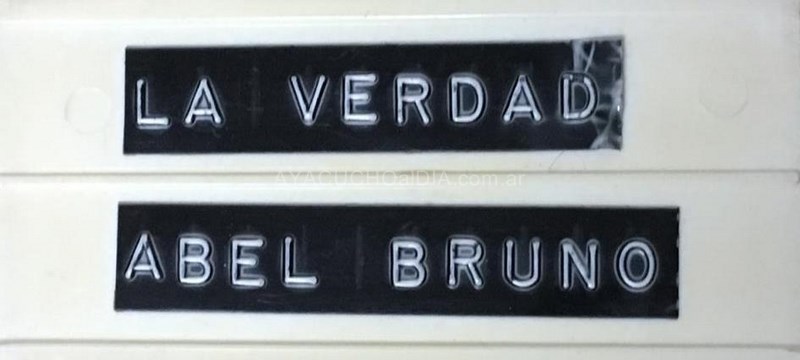 LA VERDAD
AYACUCHOalDIA.com.ar
ABEL BRUNO